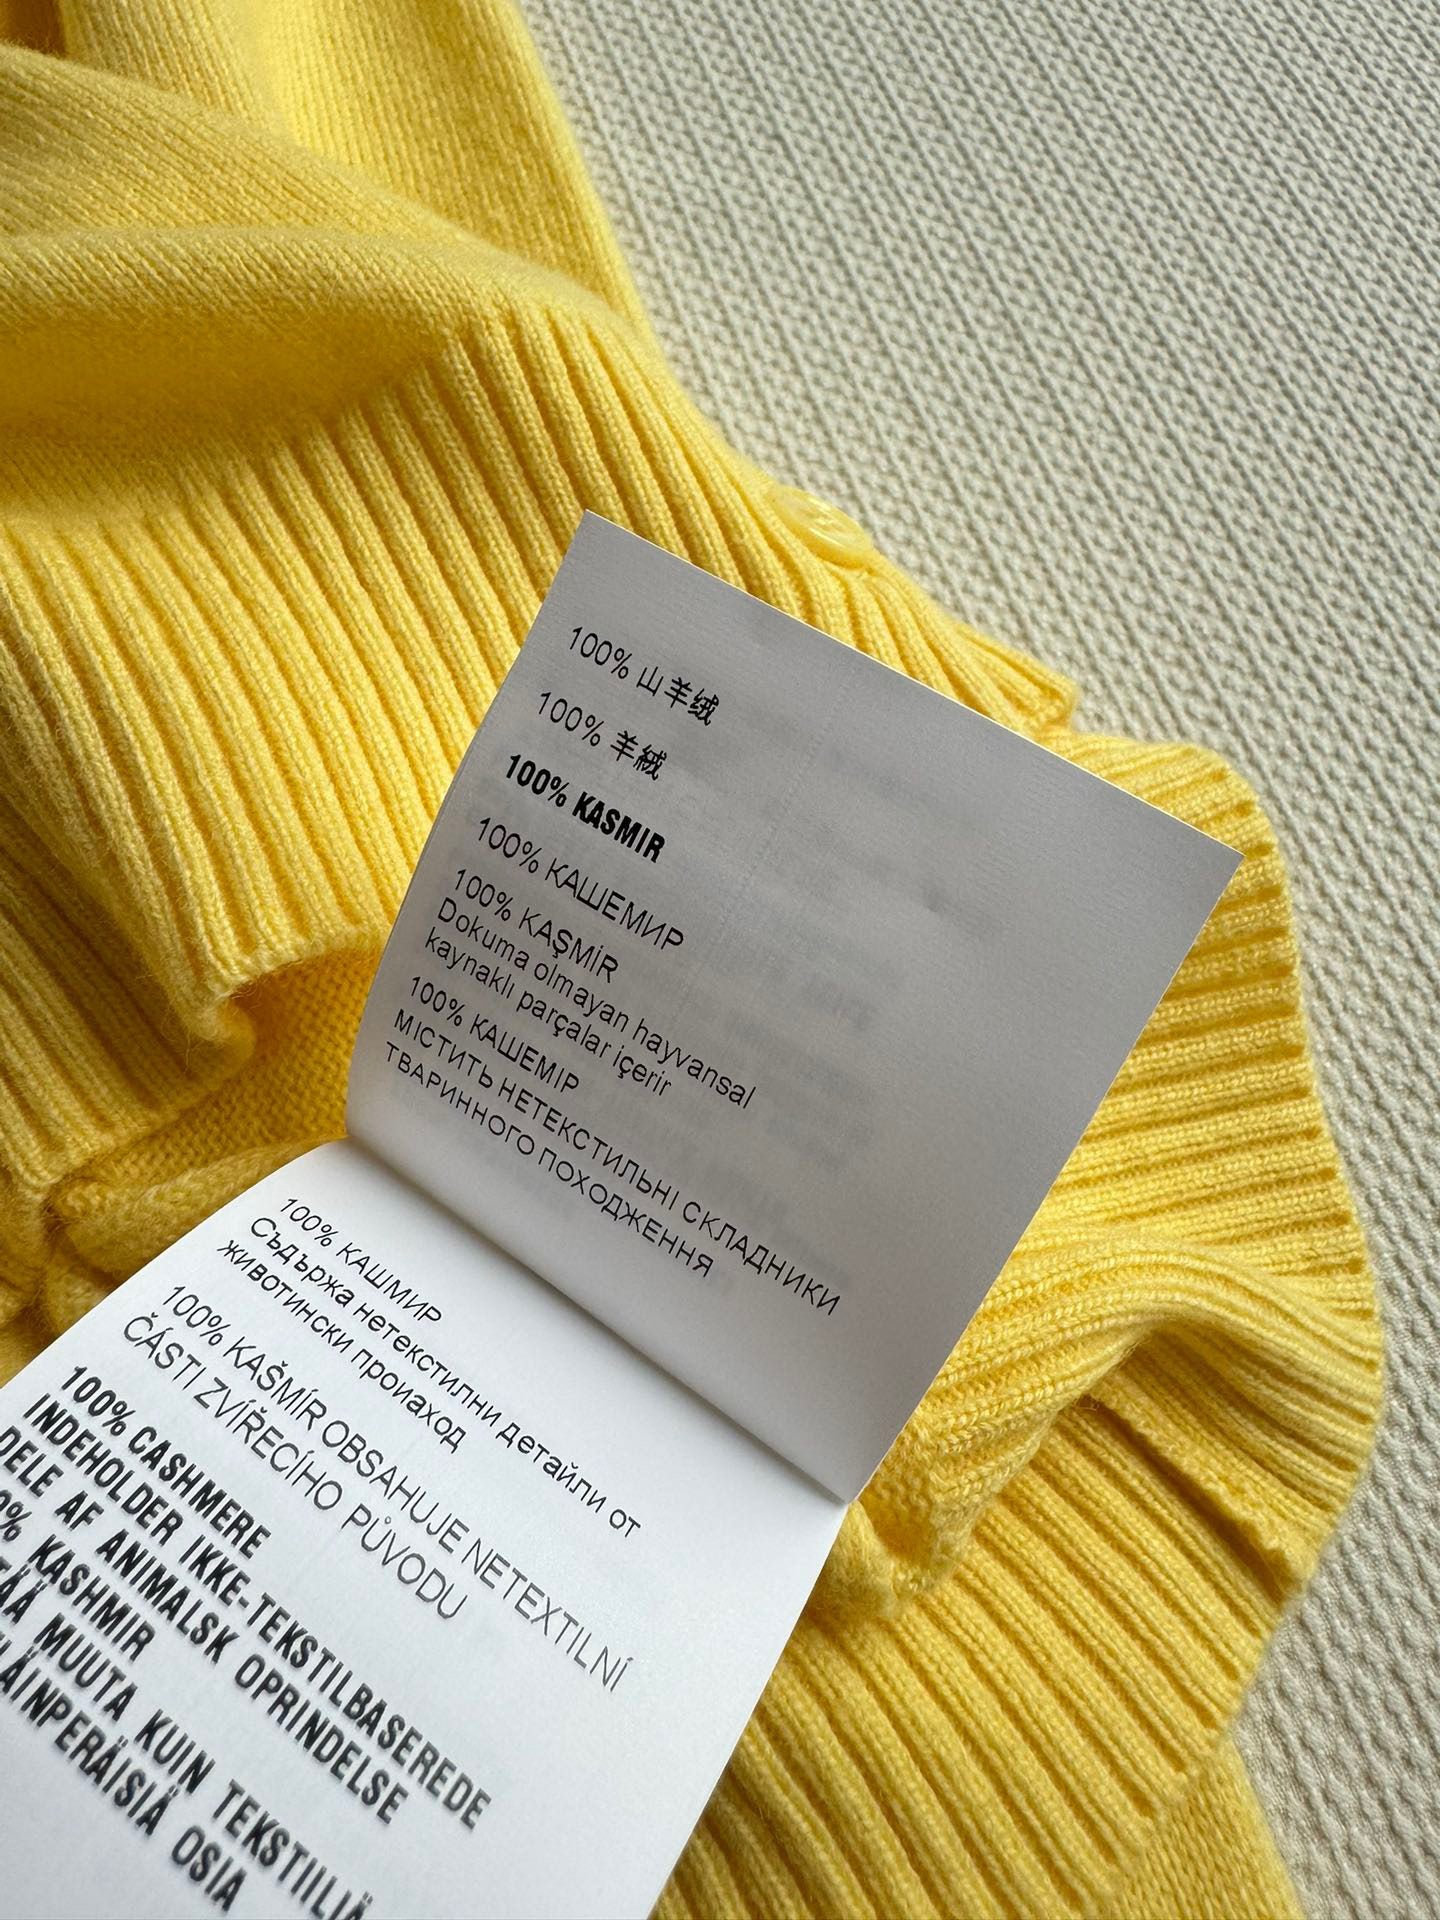 100% 山羊绒
100% 羊絨
100% KASMIR
100% КАШЕМИР
100% KAŞMİR
Dokuma olmayan hayvansal
kaynaklı parçalar içerir
100% КАШЕМІР
МІСТИТЬ НЕТЕКСТИЛЬНІ СКЛАДНИКИ
ТВАРИННОГО ПОХОДЖЕННЯ
100% КАШМИР
Съдържа нетекстилни детайли от
животински проиаход
100% KAŠMÍR OBSAHUJE NETEXTILNÍ
ČÁSTI ZVÍŘECÍHO PŮVODU
100% CASHMERE
INDEHOLDER IKKE-TEKSTILBASEREDE
DELE AF ANIMALSK OPRINDELSE
KASHMIR
MUUTA KUIN TEKSTIILIÄ
OSIA